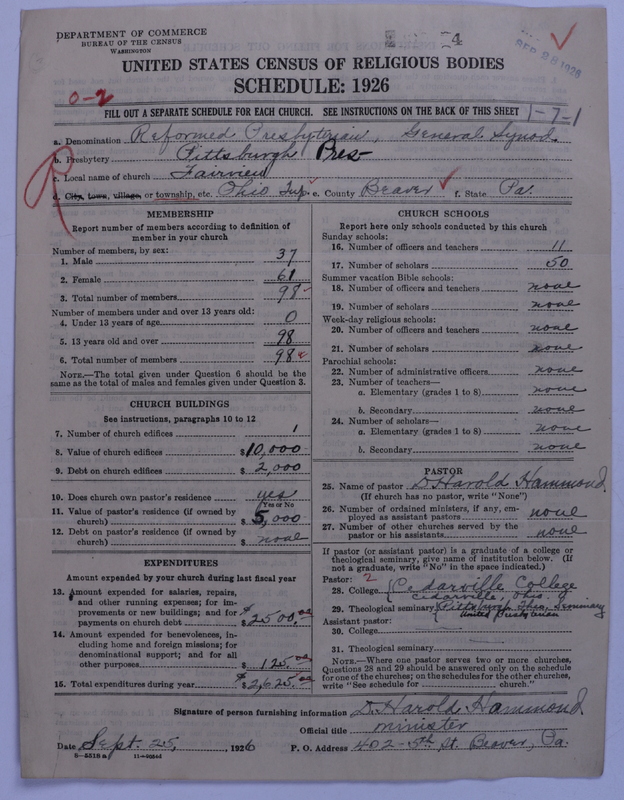 DEPARTMENT OF COMMERCE
BUREAU OF THE CENSUS
WASHINGTON
SEP 28 1926
UNITED STATES CENSUS OF RELIGIOUS BODIES
SCHEDULE: 1926
0-2
FILL OUT A SEPARATE SCHEDULE FOR EACH CHURCH. SEE INSTRUCTIONS ON THE BACK OF THIS SHEET
1-7-1
a. Denomination Reformed Presbyterian, General Synod.
b. Presbytery Pittsburgh Pres-
c. Local name of church Fairview
d. City, town, village, or township, etc. Ohio Twp. e. County Beaver f. State Pa.
R
MEMBERSHIP
Report number of members according to definition of
member in your church
Number of members, by sex:
1. Male 37
2. Female 61
3. Total number of members 98
Number of members under and over 13 years old:
4. Under 13 years of age 0
5. 13 years old and over 98
6. Total number of members 98
NOTE.—The total given under Question 6 should be
same as the total of males and females given under Question 3.
CHURCH BUILDINGS
See instructions, paragraphs 10 to 12
7. Number of church edifices 1
8. Value of church edifices $10,000
9. Debt on church edifices $2,000
10. Does church own pastor's residence yes
(Yes or No
11. Value of pastor's residence (if owned by
church) $5,000
12. Debt on pastor's residence (if owned by
church) $none
EXPENDITURES
Amount expended by your church during last fiscal year
13. Amount expended for salaries, repairs,
and other running expenses; for im-
provements or new buildings; and for
payments on church debt $2500.00
14. Amount expended for benevolences, in-
cluding home and foreign missions; for
denominational support; and for all
other purposes $125.00
15. Total expenditures during year $2,625.00
CHURCH SCHOOLS
Report here only schools conducted by this church
Sunday schools:
16. Number of officers and teachers 11
17. Number of scholars 50
Summer vacation Bible schools:
18. Number of officers and teachers none
19. Number of scholars none
Week-day religious schools:
20. Number of officers and teachers none
21. Number of scholars none
Parochial schools:
22. Number of administrative officers none
23. Number of teachers—
a. Elementary (grades 1 to 8) none
b. Secondary none
24. Number of scholars—
a. Elementary (grades 1 to 8) none
b. Secondary none
PASTOR
25. Name of pastor D. Harold Hammond
(If church has no pastor, write "None")
26. Number of ordained ministers, if any, em-
ployed as assistant pastors none
27. Number of other churches served by the
pastor or his assistants none
If pastor (or assistant pastor) is a graduate of a college or
theological seminary, give name of institution below. (If
not a graduate, write "No" in the space indicated.)
Pastor: 2
28. College Cedarville College
Cedarville, Ohio.
29. Theological seminary Pittsburgh Theo. Seminary
United Presbyterian
Assistant pastor:
30. College
31. Theological seminary
NOTE.—Where one pastor serves two or more churches,
Questions 28 and 29 should be answered only on the schedule
for one of the churches; on the schedules for the other churches,
write "See schedule for church."
Signature of person furnishing information D. Harold Hammond
Official title minister
Date Sept. 25, 1926 P. O. Address 402-5th St. Beaver, Pa.